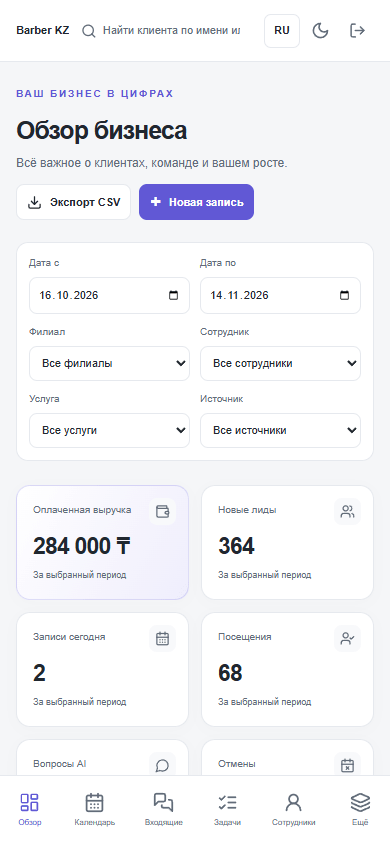 Barber KZ
Найти клиента по имени ил
RU
ВАШ БИЗНЕС В ЦИФРАХ
Обзор бизнеса
Всё важное о клиентах, команде и вашем росте.
Экспорт CSV
Новая запись
Дата с Дата по
16.10.2026 14.11.2026
Филиал Сотрудник
Все филиалы Все сотрудники
Услуга Источник
Все услуги Все источники
Оплаченная выручка
284 000 ₸
За выбранный период
Новые лиды
364
За выбранный период
Записи сегодня
2
За выбранный период
Посещения
68
За выбранный период
Вопросы AI
Отмены
Обзор Календарь Входящие Задачи Сотрудники Ещё